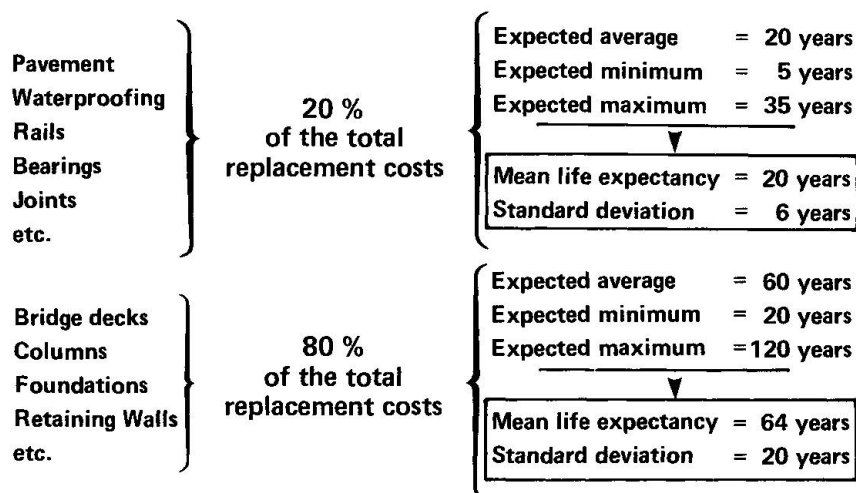 Pavement
Waterproofing
Rails
Bearings
Joints
etc.
20 %
of the total
replacement costs
Expected average = 20 years
Expected minimum = 5 years
Expected maximum = 35 years
Mean life expectancy = 20 years
Standard deviation = 6 years
Bridge decks
Columns
Foundations
Retaining Walls
etc.
80 %
of the total
replacement costs
Expected average = 60 years
Expected minimum = 20 years
Expected maximum =120 years
Mean life expectancy = 64 years
Standard deviation = 20 years